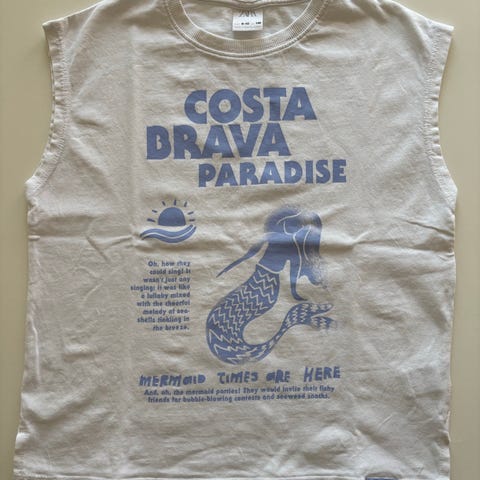 ZARA
COSTA
BRAVA
PARADISE
Oh, how they
could sing! It
wasn't just any
singing; it was like
a lullaby mixed
with the cheerful
melody of sea-
shells tinkling in
the breeze.
MERMAID TIMES ARE HERE
And, oh, the mermaid parties! They would invite their fishy
friends for bubble-blowing contests and seaweed snacks.